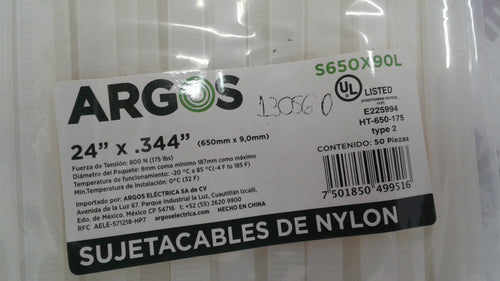 S650X90L
ARGOS
130560
UL LISTED
E225994
HT-650-175
type 2
24" x .344" (650mm x 9,0mm)
Fuerza de Tensión: 800 N (175 lbs)
Diámetro del Paquete: 8mm como mínimo 187mm como máximo
Temperatura de funcionamiento: -20 °C a 85 °C(-4 F to 185 F)
Min.Temperatura de Instalación: 0°C (32 F)
CONTENIDO: 50 Piezas
Importado por: ARGOS ELÉCTRICA SA de CV
Avenida de la Luz 67. Parque Industrial la Luz, Cuautitlán Izcalli,
Edo. de México. México CP 54716 t: +52 (55) 2620 9900
RFC AELE-571218-HP7 argoselectrica.com HECHO EN CHINA
7 501850 499516
SUJETACABLES DE NYLON